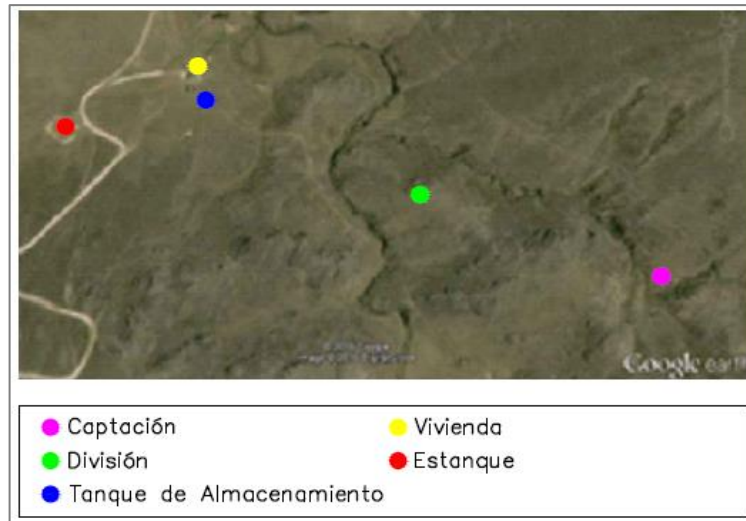 Google earth
Captación
Vivienda
División
Estanque
Tanque de Almacenamiento